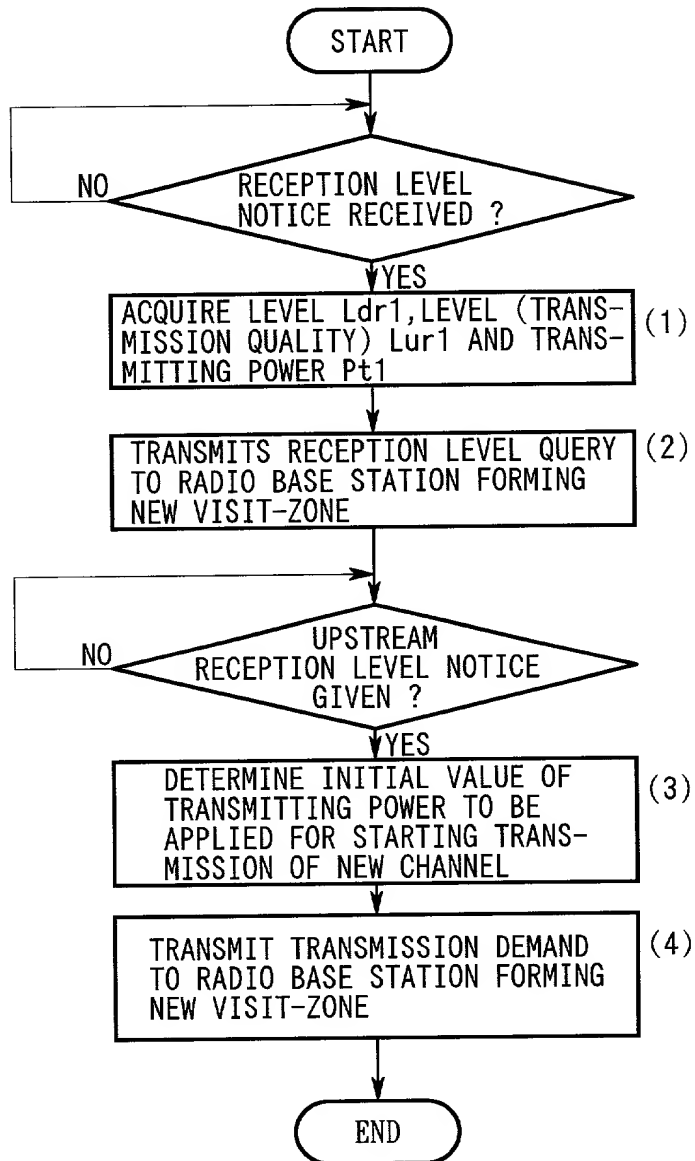 START
RECEPTION LEVEL
NO
NOTICE RECEIVED ?
YES
ACQUIRE LEVEL Ldr1,LEVEL (TRANS-
(1)
MISSION QUALITY) Lur1 AND TRANS-
MITTING POWER Pt1
TRANSMITS RECEPTION LEVEL QUERY
(2)
TO RADIO BASE STATION FORMING
NEW VISIT-ZONE
UPSTREAM
NO
RECEPTION LEVEL NOTICE
GIVEN ?
YES
DETERMINE INITIAL VALUE OF
(3)
TRANSMITTING POWER TO BE
APPLIED FOR STARTING TRANS-
MISSION OF NEW CHANNEL
TRANSMIT TRANSMISSION DEMAND
(4)
TO RADIO BASE STATION FORMING
NEW VISIT-ZONE
END